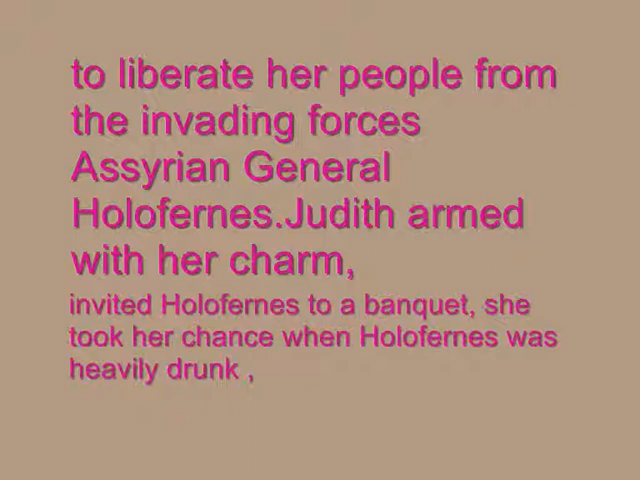 to liberate her people from
the invading forces
Assyrian General
Holofernes.Judith armed
with her charm,
invited Holofernes to a banquet, she
took her chance when Holofernes was
heavily drunk ,